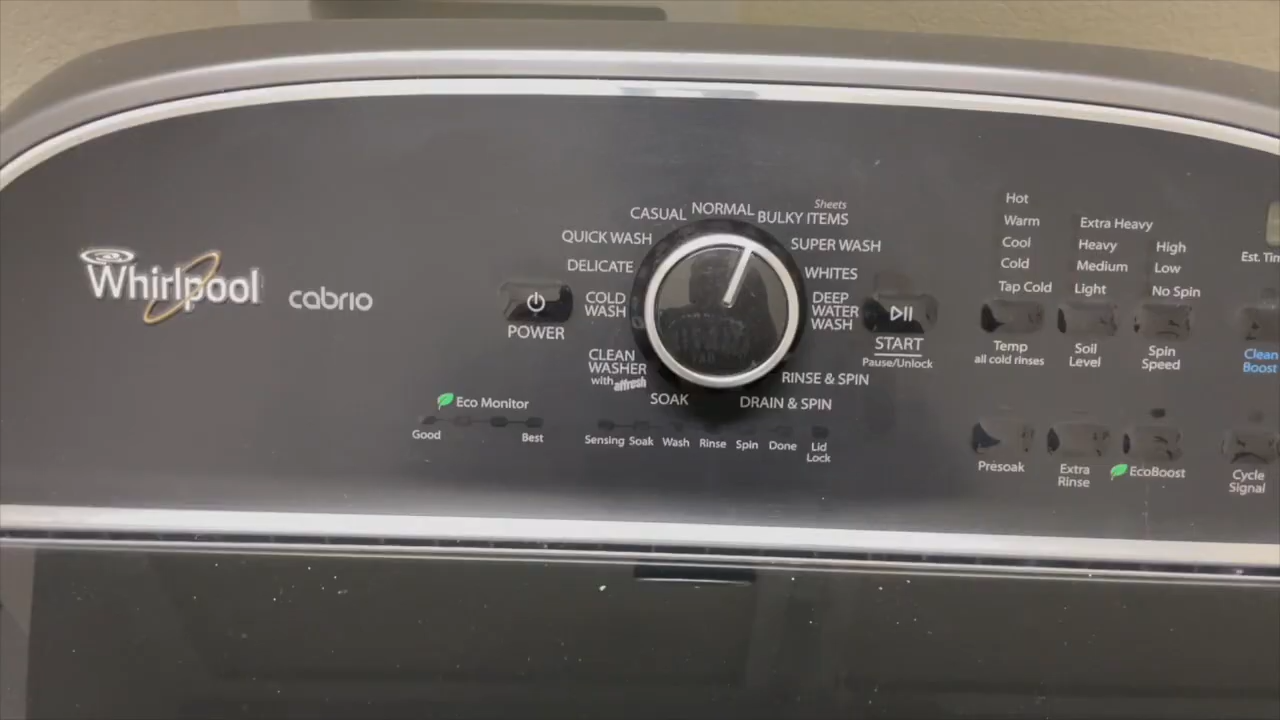 Whirlpool
cabrio
POWER
Eco Monitor
Good
Best
CASUAL
NORMAL
Sheets
BULKY ITEMS
QUICK WASH
SUPER WASH
DELICATE
WHITES
COLD
WASH
DEEP
WATER
WASH
CLEAN
WASHER
with affresh
RINSE & SPIN
SOAK
DRAIN & SPIN
Sensing Soak Wash Rinse Spin Done Lid
Lock
START
Pause/Unlock
Hot
Warm
Cool
Cold
Tap Cold
Temp
all cold rinses
Extra Heavy
Heavy
Medium
Light
Soil
Level
High
Low
No Spin
Spin
Speed
Est. Tim
Clean
Boost
Presoak
Extra
Rinse
EcoBoost
Cycle
Signal